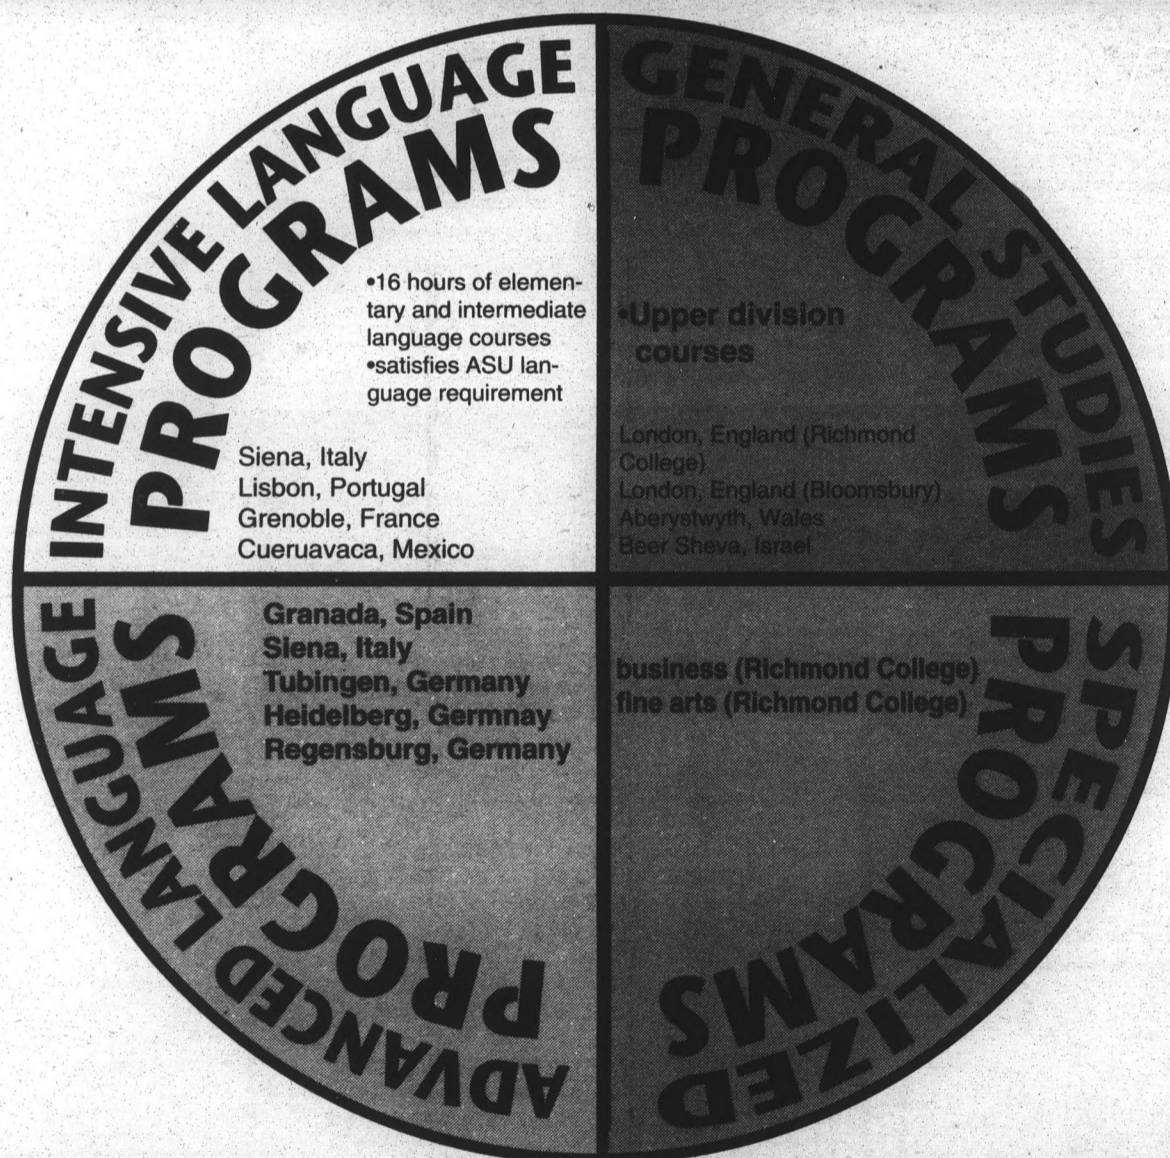 INTENSIVE LANGUAGE
PROGRAMS
•16 hours of elemen-
tary and intermediate
language courses
•satisfies ASU lan-
guage requirement
Siena, Italy
Lisbon, Portugal
Grenoble, France
Cueruavaca, Mexico
GENERAL STUDIES
PROGRAMS
•Upper division
courses
London, England (Richmond
College)
London, England (Bloomsbury)
Aberystwyth, Wales
Beer Sheva, Israel
ADVANCED LANGUAGE
PROGRAMS
Granada, Spain
Siena, Italy
Tubingen, Germany
Heidelberg, Germnay
Regensburg, Germany
SPECIALIZED
PROGRAMS
business (Richmond College)
fine arts (Richmond College)